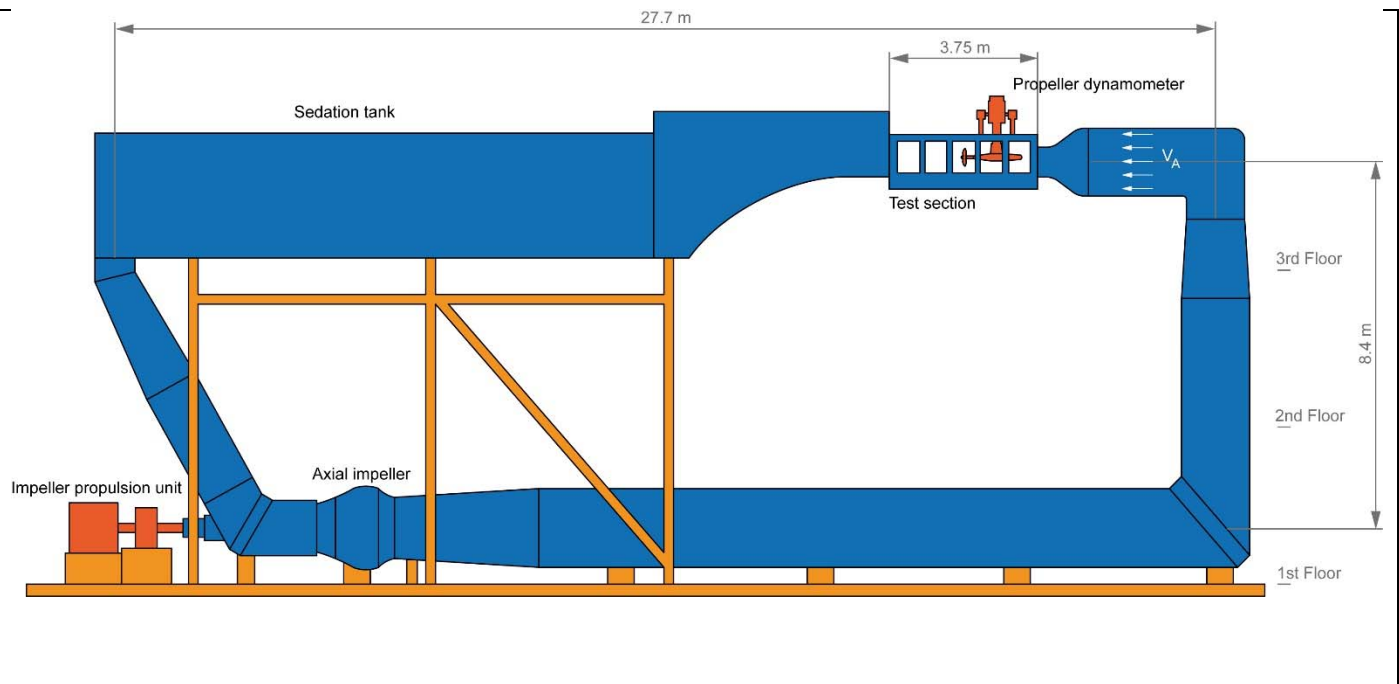 27.7 m
3.75 m
Propeller dynamometer
Sedation tank
V_A
Test section
3rd Floor
8.4 m
2nd Floor
Axial impeller
Impeller propulsion unit
1st Floor